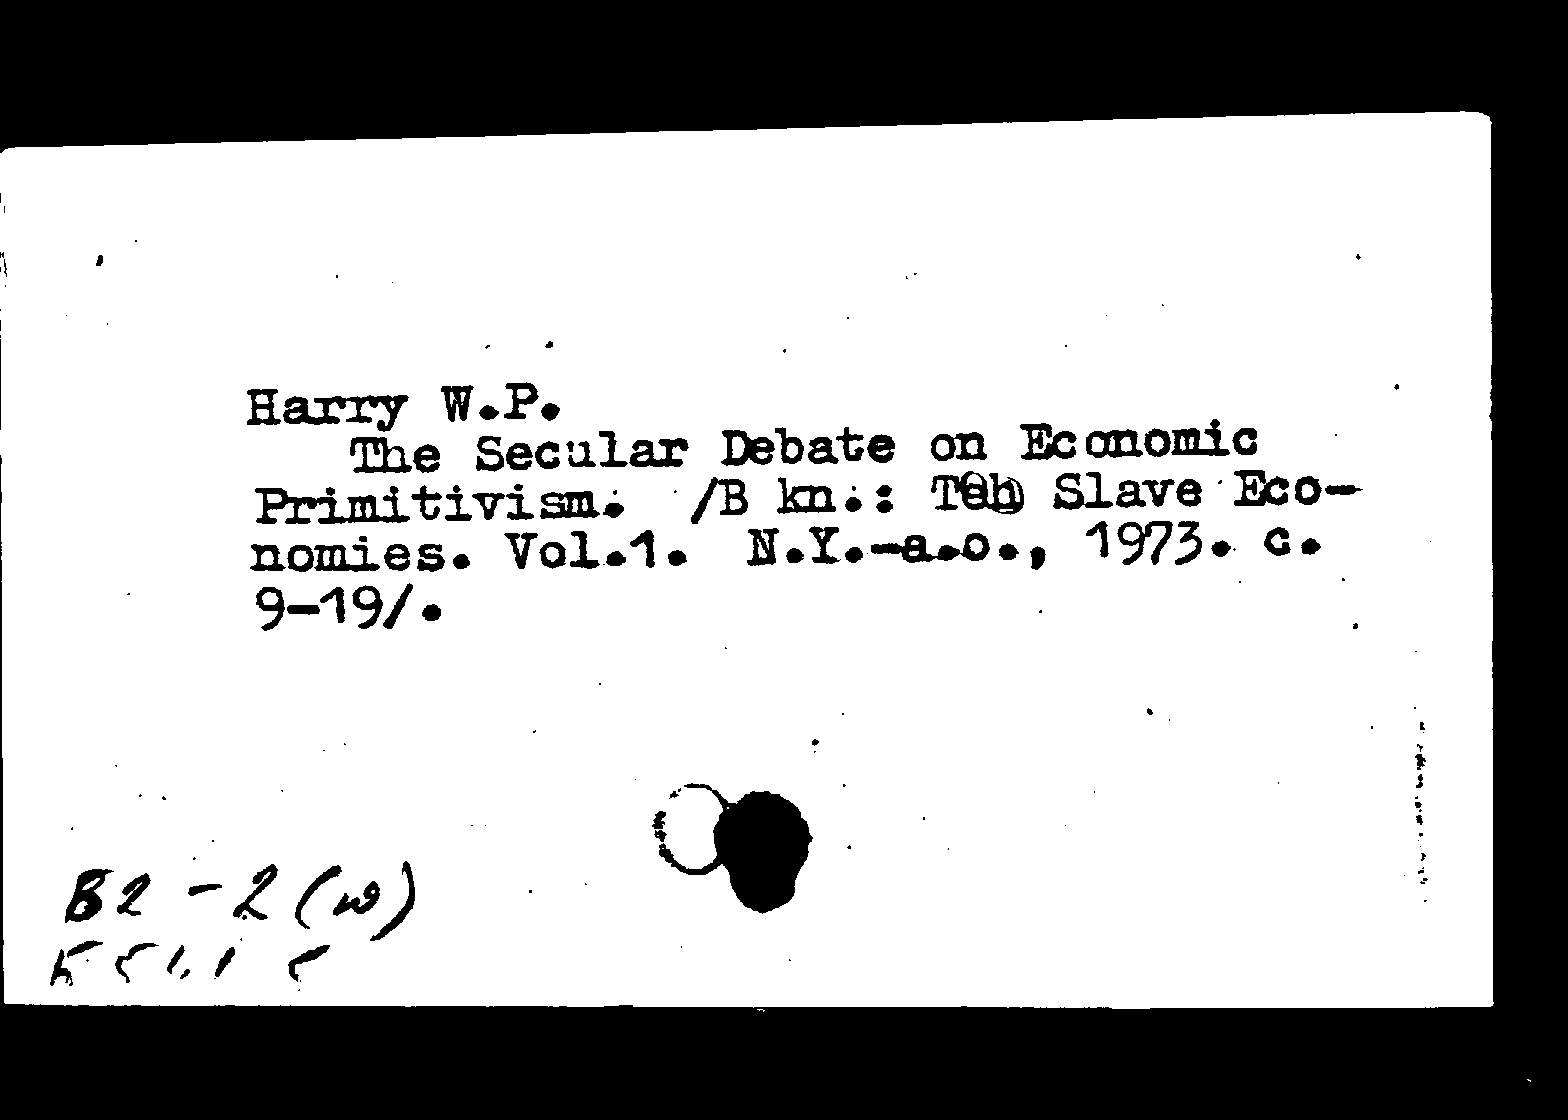 Harry W.P.
The Secular Debate on Economic
Primitivism. /B kn.: Teh Slave Eco-
nomies. Vol.1. N.Y.-a.o., 1973. c.
9-19/.
B2-2(w)